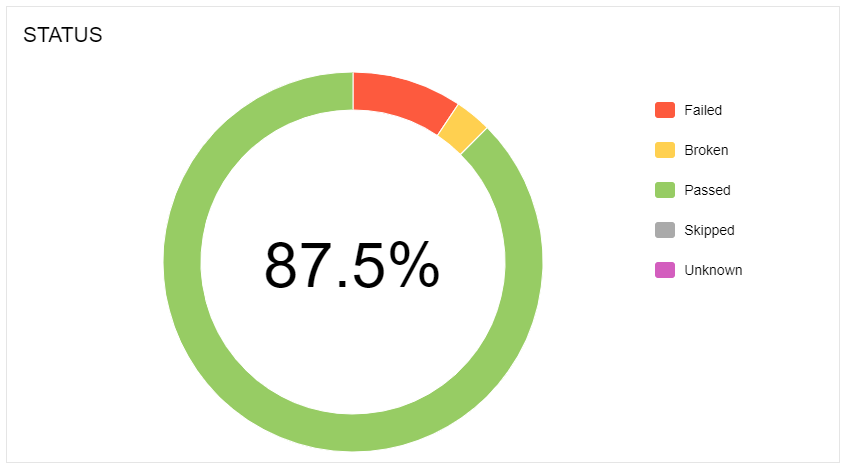 STATUS
87.5%
Failed
Broken
Passed
Skipped
Unknown